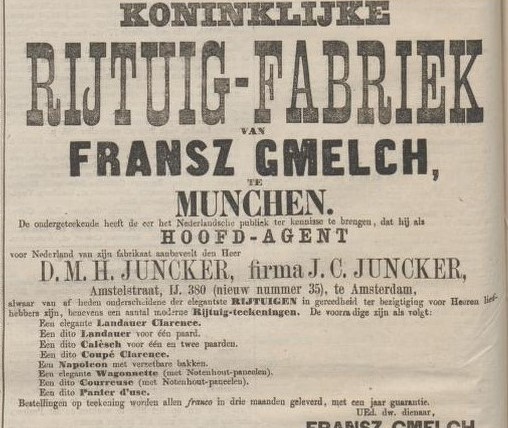 KONINKLIJKE
RIJTUIG-FABRIEK
VAN
FRANSZ GMELCH,
TE
MUNCHEN.
De ondergeteekende heeft de eer het Nederlandsche publiek ter kennisse te brengen, dat hij als
HOOFD-AGENT
voor Nederland van zijn fabrikaat aanbeveelt den Heer
D. M. H. JUNCKER, firma J. C. JUNCKER,
Amstelstraat, IJ. 380 (nieuw nummer 35), te Amsterdam,
alwaar van af heden onderscheidene der elegantste RIJTUIGEN in gereedheid ter bezigtiging voor Heeren lief-
hebbers zijn, benevens een aantal moderne Rijtuig-teekeningen. De voorradige zijn als volgt:
Een elegante Landauer Clarence.
Een dito Landauer voor één paard.
Een dito Calèsch voor één en twee paarden.
Een dito Coupé Clarence.
Een Napoleon met verzetbare bakken.
Een elegante Wagonnette (met Notenhout-paneelen).
Een dito Courreuse (met Notenhout-paneelen).
Een dito Panier d'use.
Bestellingen op teekening worden allen franco in drie maanden geleverd, met een jaar guarantie.
UEd. dw. dienaar,
FRANSZ GMELCH